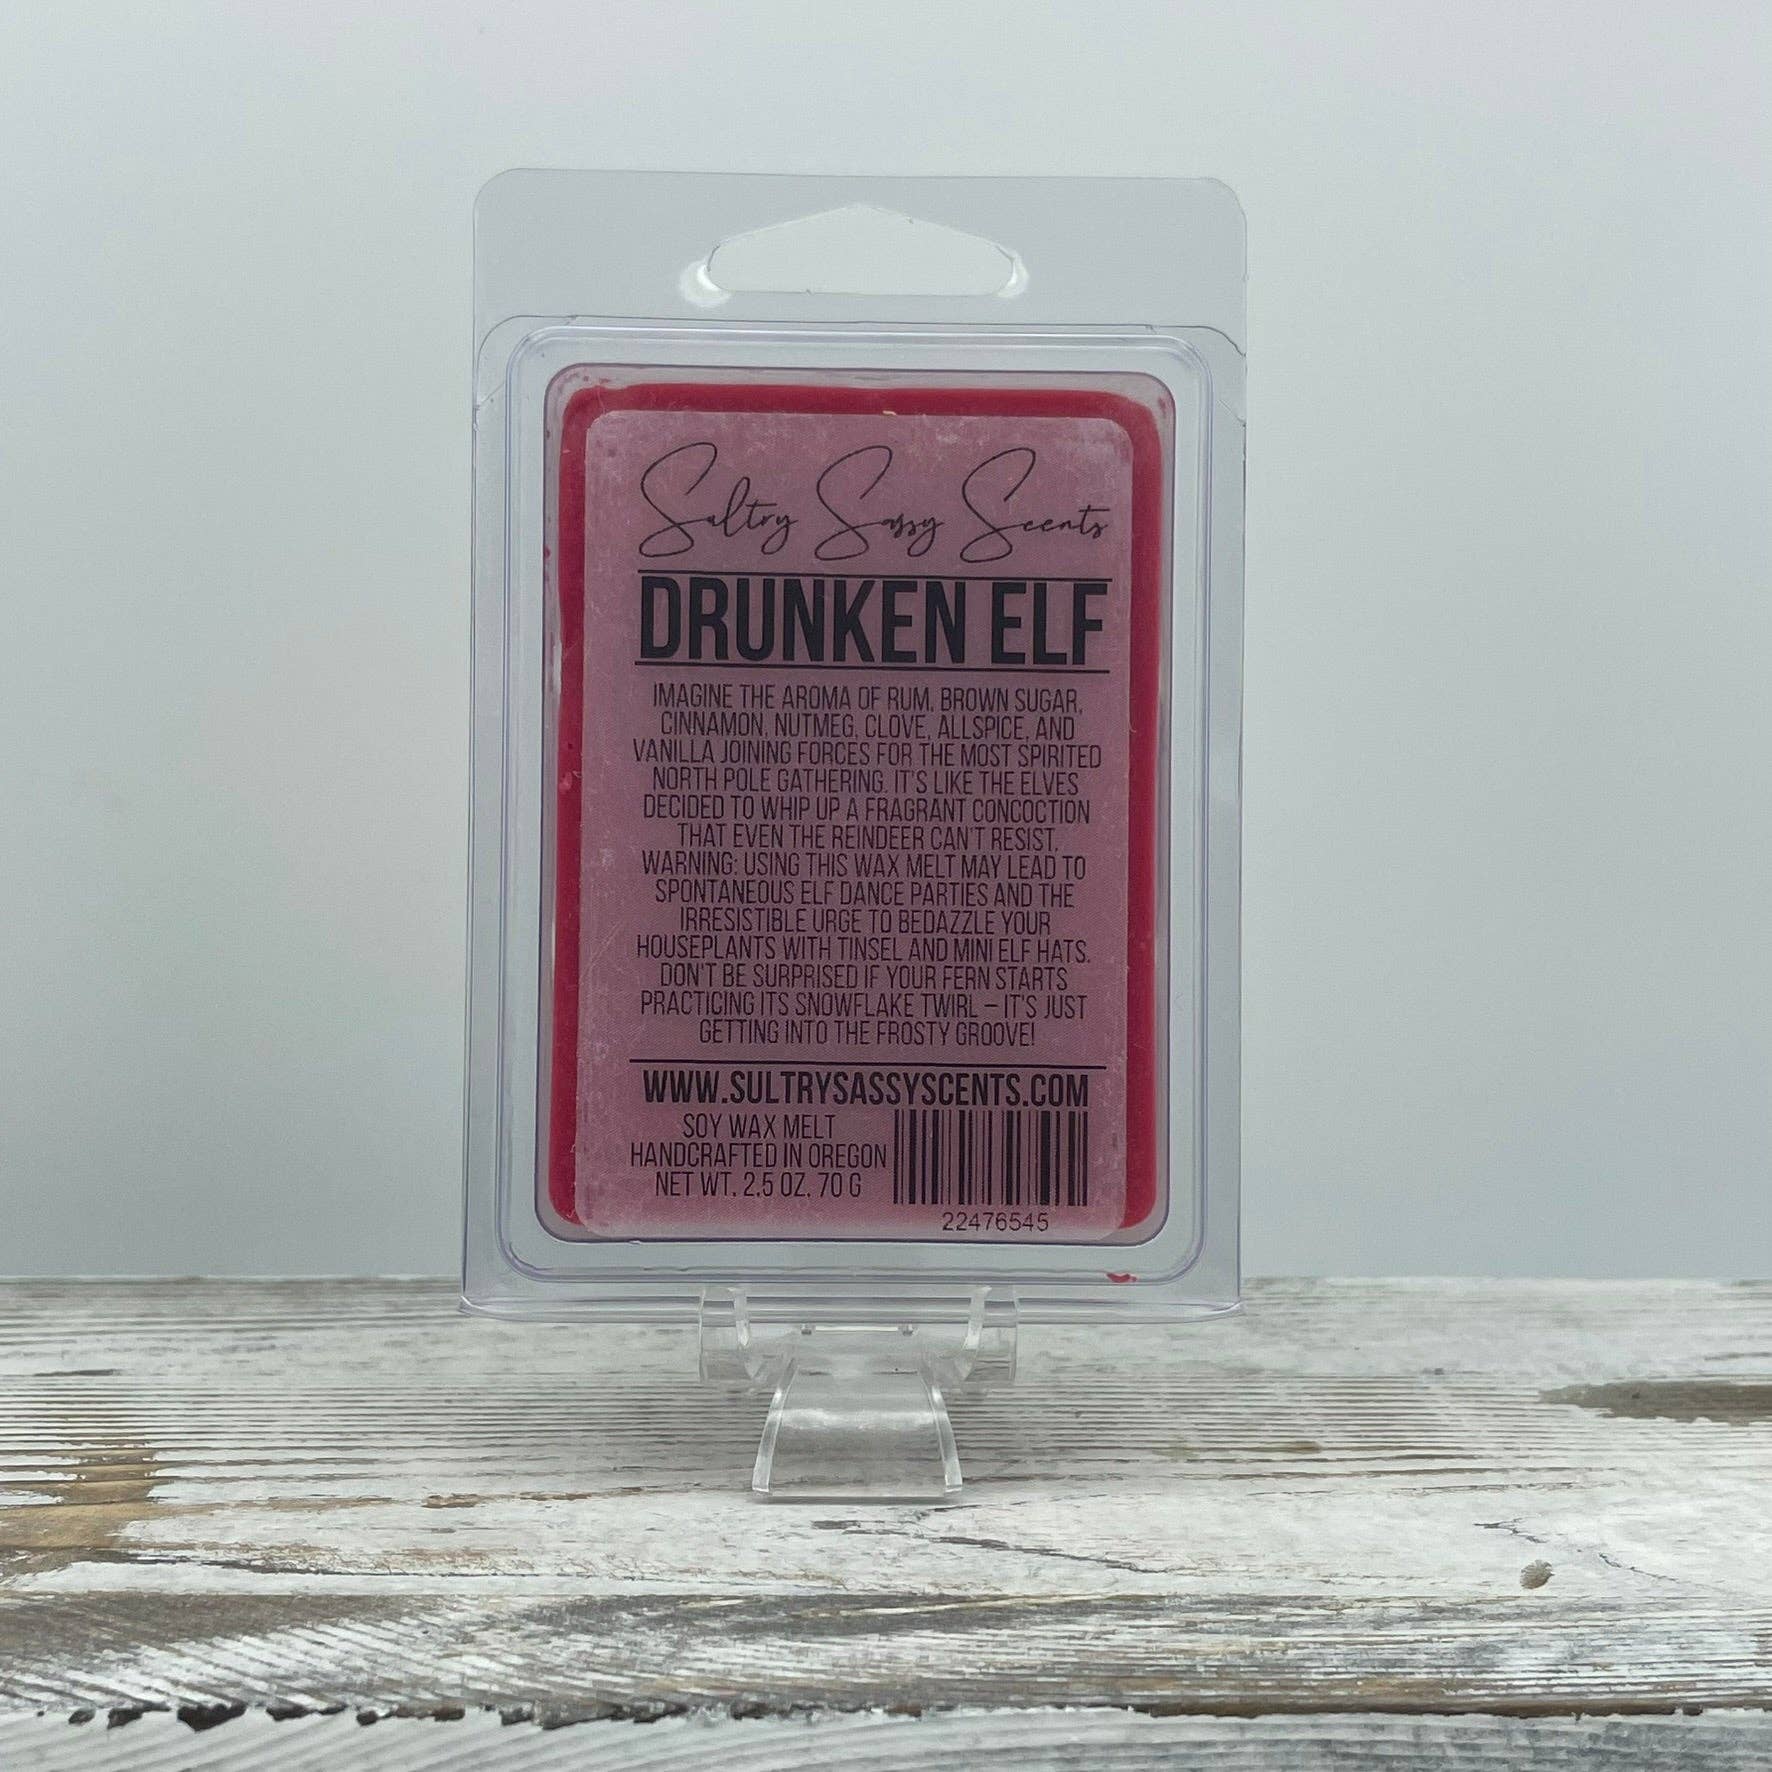 Sultry Sassy Scents
DRUNKEN ELF
IMAGINE THE AROMA OF RUM, BROWN SUGAR,
CINNAMON, NUTMEG, CLOVE, ALLSPICE, AND
VANILLA JOINING FORCES FOR THE MOST SPIRITED
NORTH POLE GATHERING. IT'S LIKE THE ELVES
DECIDED TO WHIP UP A FRAGRANT CONCOCTION
THAT EVEN THE REINDEER CAN'T RESIST.
WARNING: USING THIS WAX MELT MAY LEAD TO
SPONTANEOUS ELF DANCE PARTIES AND THE
IRRESISTIBLE URGE TO BEDAZZLE YOUR
HOUSEPLANTS WITH TINSEL AND MINI ELF HATS.
DON'T BE SURPRISED IF YOUR FERN STARTS
PRACTICING ITS SNOWFLAKE TWIRL – IT'S JUST
GETTING INTO THE FROSTY GROOVE!
WWW.SULTRYSASSYSCENTS.COM
SOY WAX MELT
HANDCRAFTED IN OREGON
NET WT. 2.5 OZ. 70 G
22476545